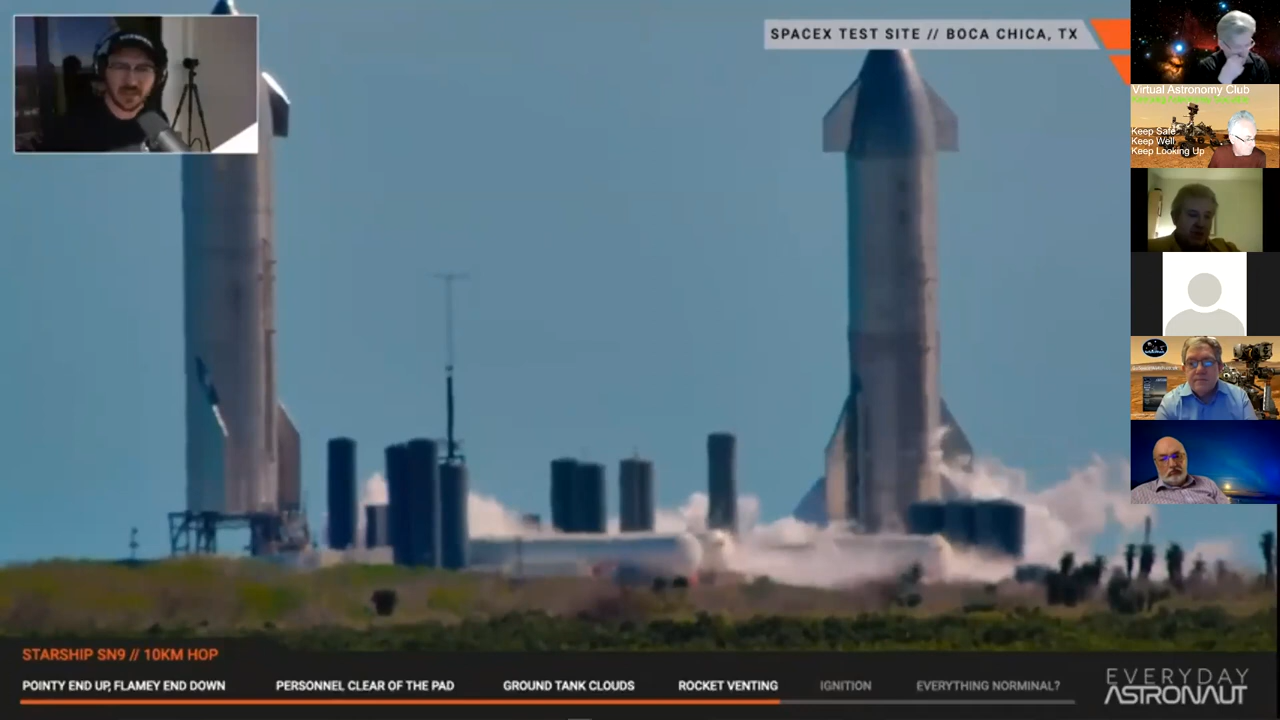 SPACEX TEST SITE // BOCA CHICA, TX
Virtual Astronomy Club
Keep Safe
Keep Well
Keep Looking Up
STARSHIP SN9 // 10KM HOP
POINTY END UP, FLAMEY END DOWN
PERSONNEL CLEAR OF THE PAD
GROUND TANK CLOUDS
ROCKET VENTING
IGNITION
EVERYTHING NORMINAL?
EVERYDAY
ASTRONAUT